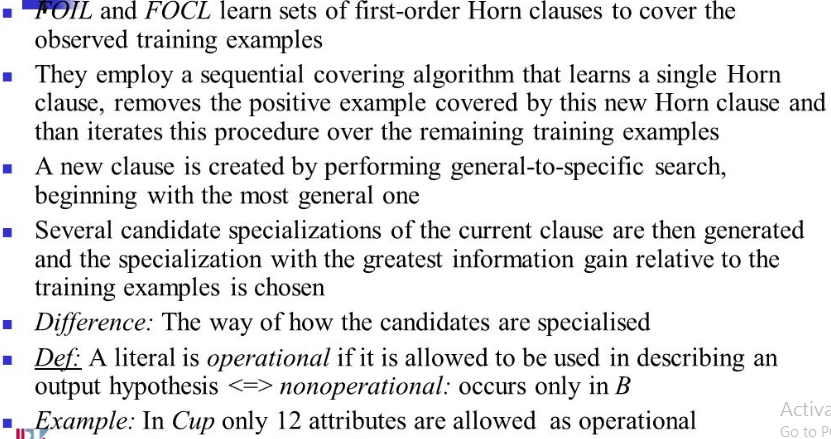 FOIL and FOCL learn sets of first-order Horn clauses to cover the
observed training examples
They employ a sequential covering algorithm that learns a single Horn
clause, removes the positive example covered by this new Horn clause and
than iterates this procedure over the remaining training examples
A new clause is created by performing general-to-specific search,
beginning with the most general one
Several candidate specializations of the current clause are then generated
and the specialization with the greatest information gain relative to the
training examples is chosen
Difference: The way of how the candidates are specialised
Def: A literal is operational if it is allowed to be used in describing an
output hypothesis <=> nonoperational: occurs only in B
Example: In Cup only 12 attributes are allowed as operational
Activa
Go to P